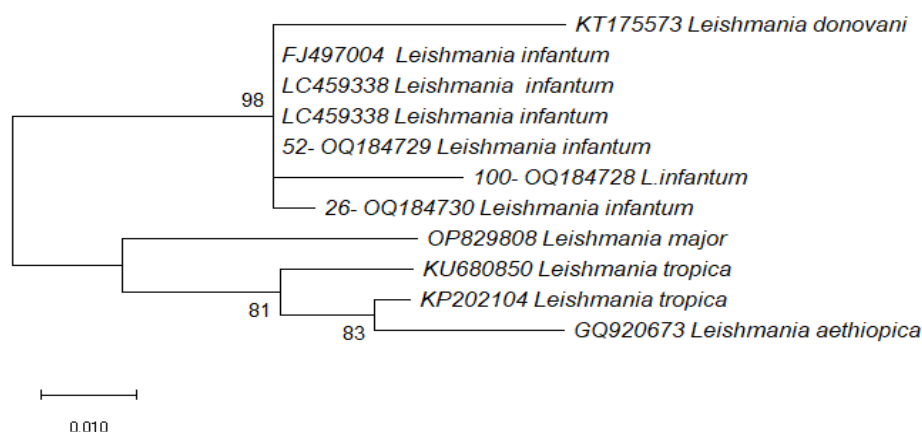 KT175573 Leishmania donovani
FJ497004 Leishmania infantum
LC459338 Leishmania infantum
98
LC459338 Leishmania infantum
52- OQ184729 Leishmania infantum
100- OQ184728 L.infantum
26- OQ184730 Leishmania infantum
OP829808 Leishmania major
KU680850 Leishmania tropica
81
KP202104 Leishmania tropica
83
GQ920673 Leishmania aethiopica
0.010